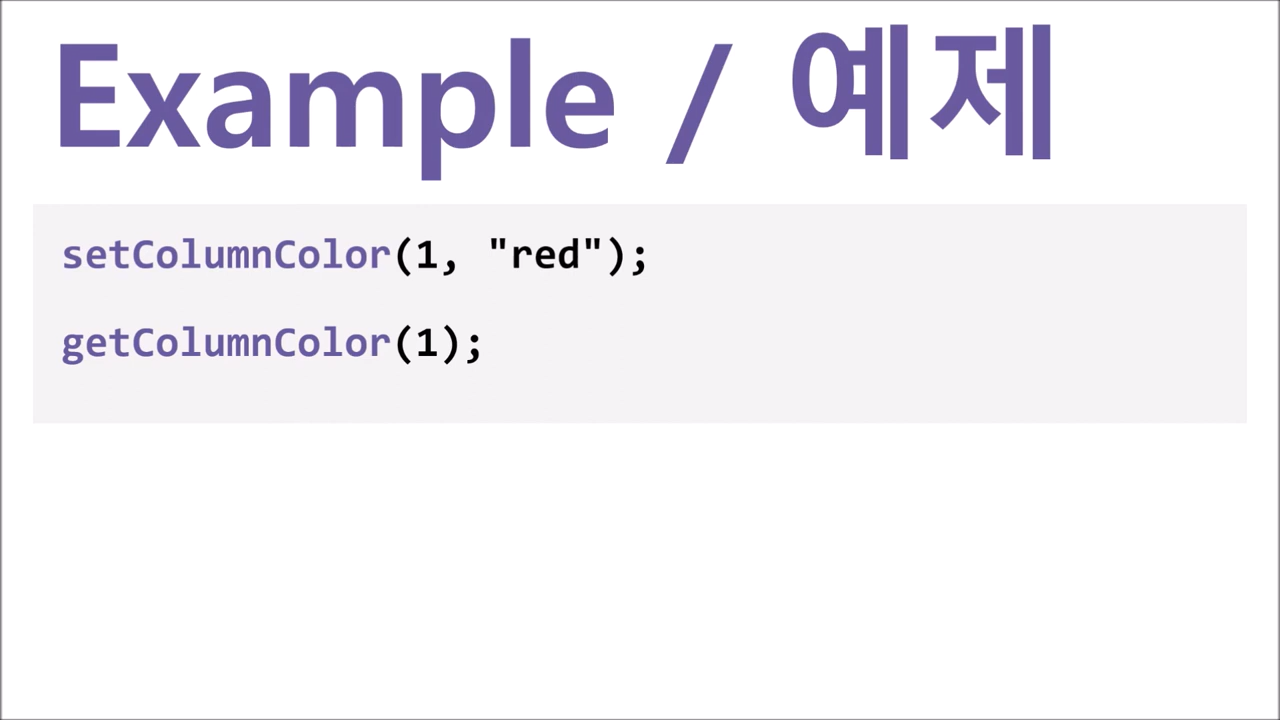 Example / 예제
setColumnColor(1, "red");
getColumnColor(1);